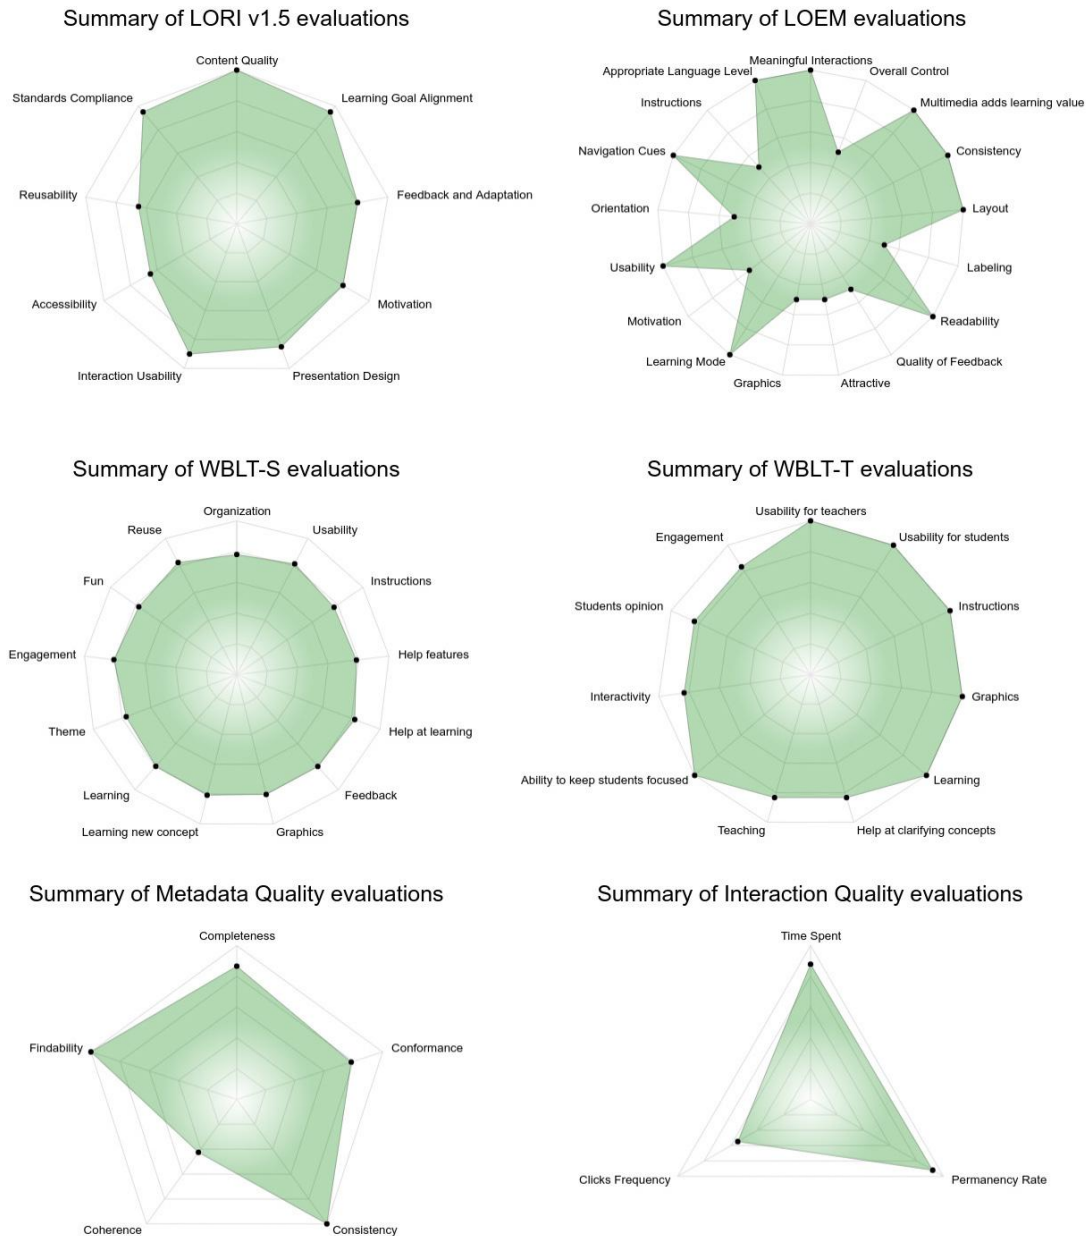 Summary of LORI v1.5 evaluations
Content Quality
Standards Compliance
Learning Goal Alignment
Reusability
Feedback and Adaptation
Accessibility
Motivation
Interaction Usability
Presentation Design
Summary of LOEM evaluations
Meaningful Interactions
Appropriate Language Level
Overall Control
Instructions
Multimedia adds learning value
Navigation Cues
Consistency
Orientation
Layout
Usability
Labeling
Motivation
Readability
Learning Mode
Quality of Feedback
Graphics
Attractive
Summary of WBLT-S evaluations
Organization
Reuse
Usability
Fun
Instructions
Engagement
Help features
Theme
Help at learning
Learning
Feedback
Learning new concept
Graphics
Summary of WBLT-T evaluations
Usability for teachers
Engagement
Usability for students
Students opinion
Instructions
Interactivity
Graphics
Ability to keep students focused
Learning
Teaching
Help at clarifying concepts
Summary of Metadata Quality evaluations
Completeness
Findability
Conformance
Coherence
Consistency
Summary of Interaction Quality evaluations
Time Spent
Clicks Frequency
Permanency Rate